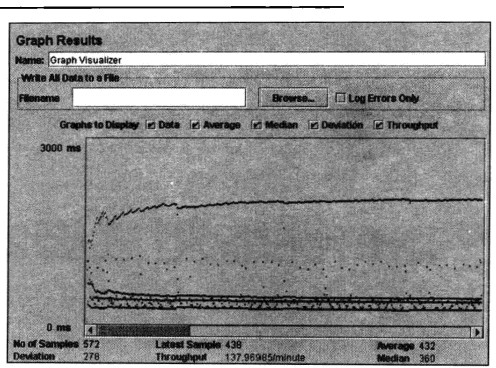 Graph Results
Name: Graph Visualizer
Write All Data to a File
Filename Browse... Log Errors Only
Graphs to Display Data Average Median Deviation Throughput
3000 ms
0 ms
No of Samples 572 Latest Sample 438 Average 432
Deviation 278 Throughput 137.96985/minute Median 360